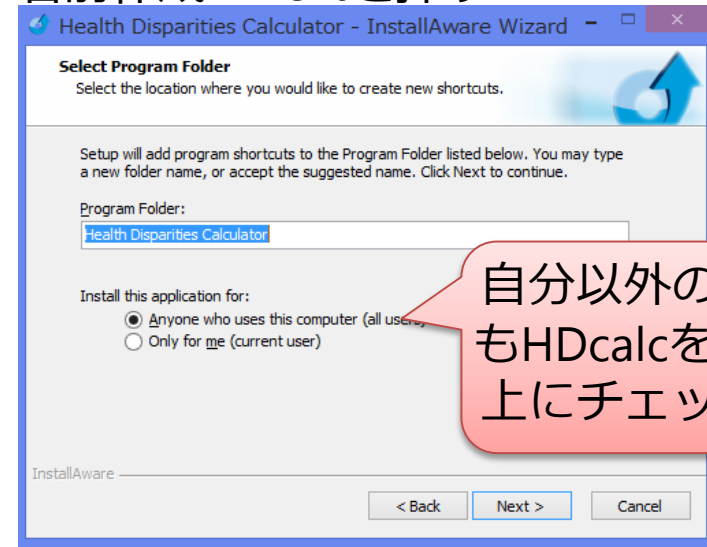 Health Disparities Calculator - InstallAware Wizard
Select Program Folder
Select the location where you would like to create new shortcuts.
Setup will add program shortcuts to the Program Folder listed below. You may type
a new folder name, or accept the suggested name. Click Next to continue.
Program Folder:
Health Disparities Calculator
Install this application for:
Anyone who uses this computer (all users)
Only for me (current user)
自分以外の
もHDcalcを
上にチェッ
InstallAware
< Back
Next >
Cancel